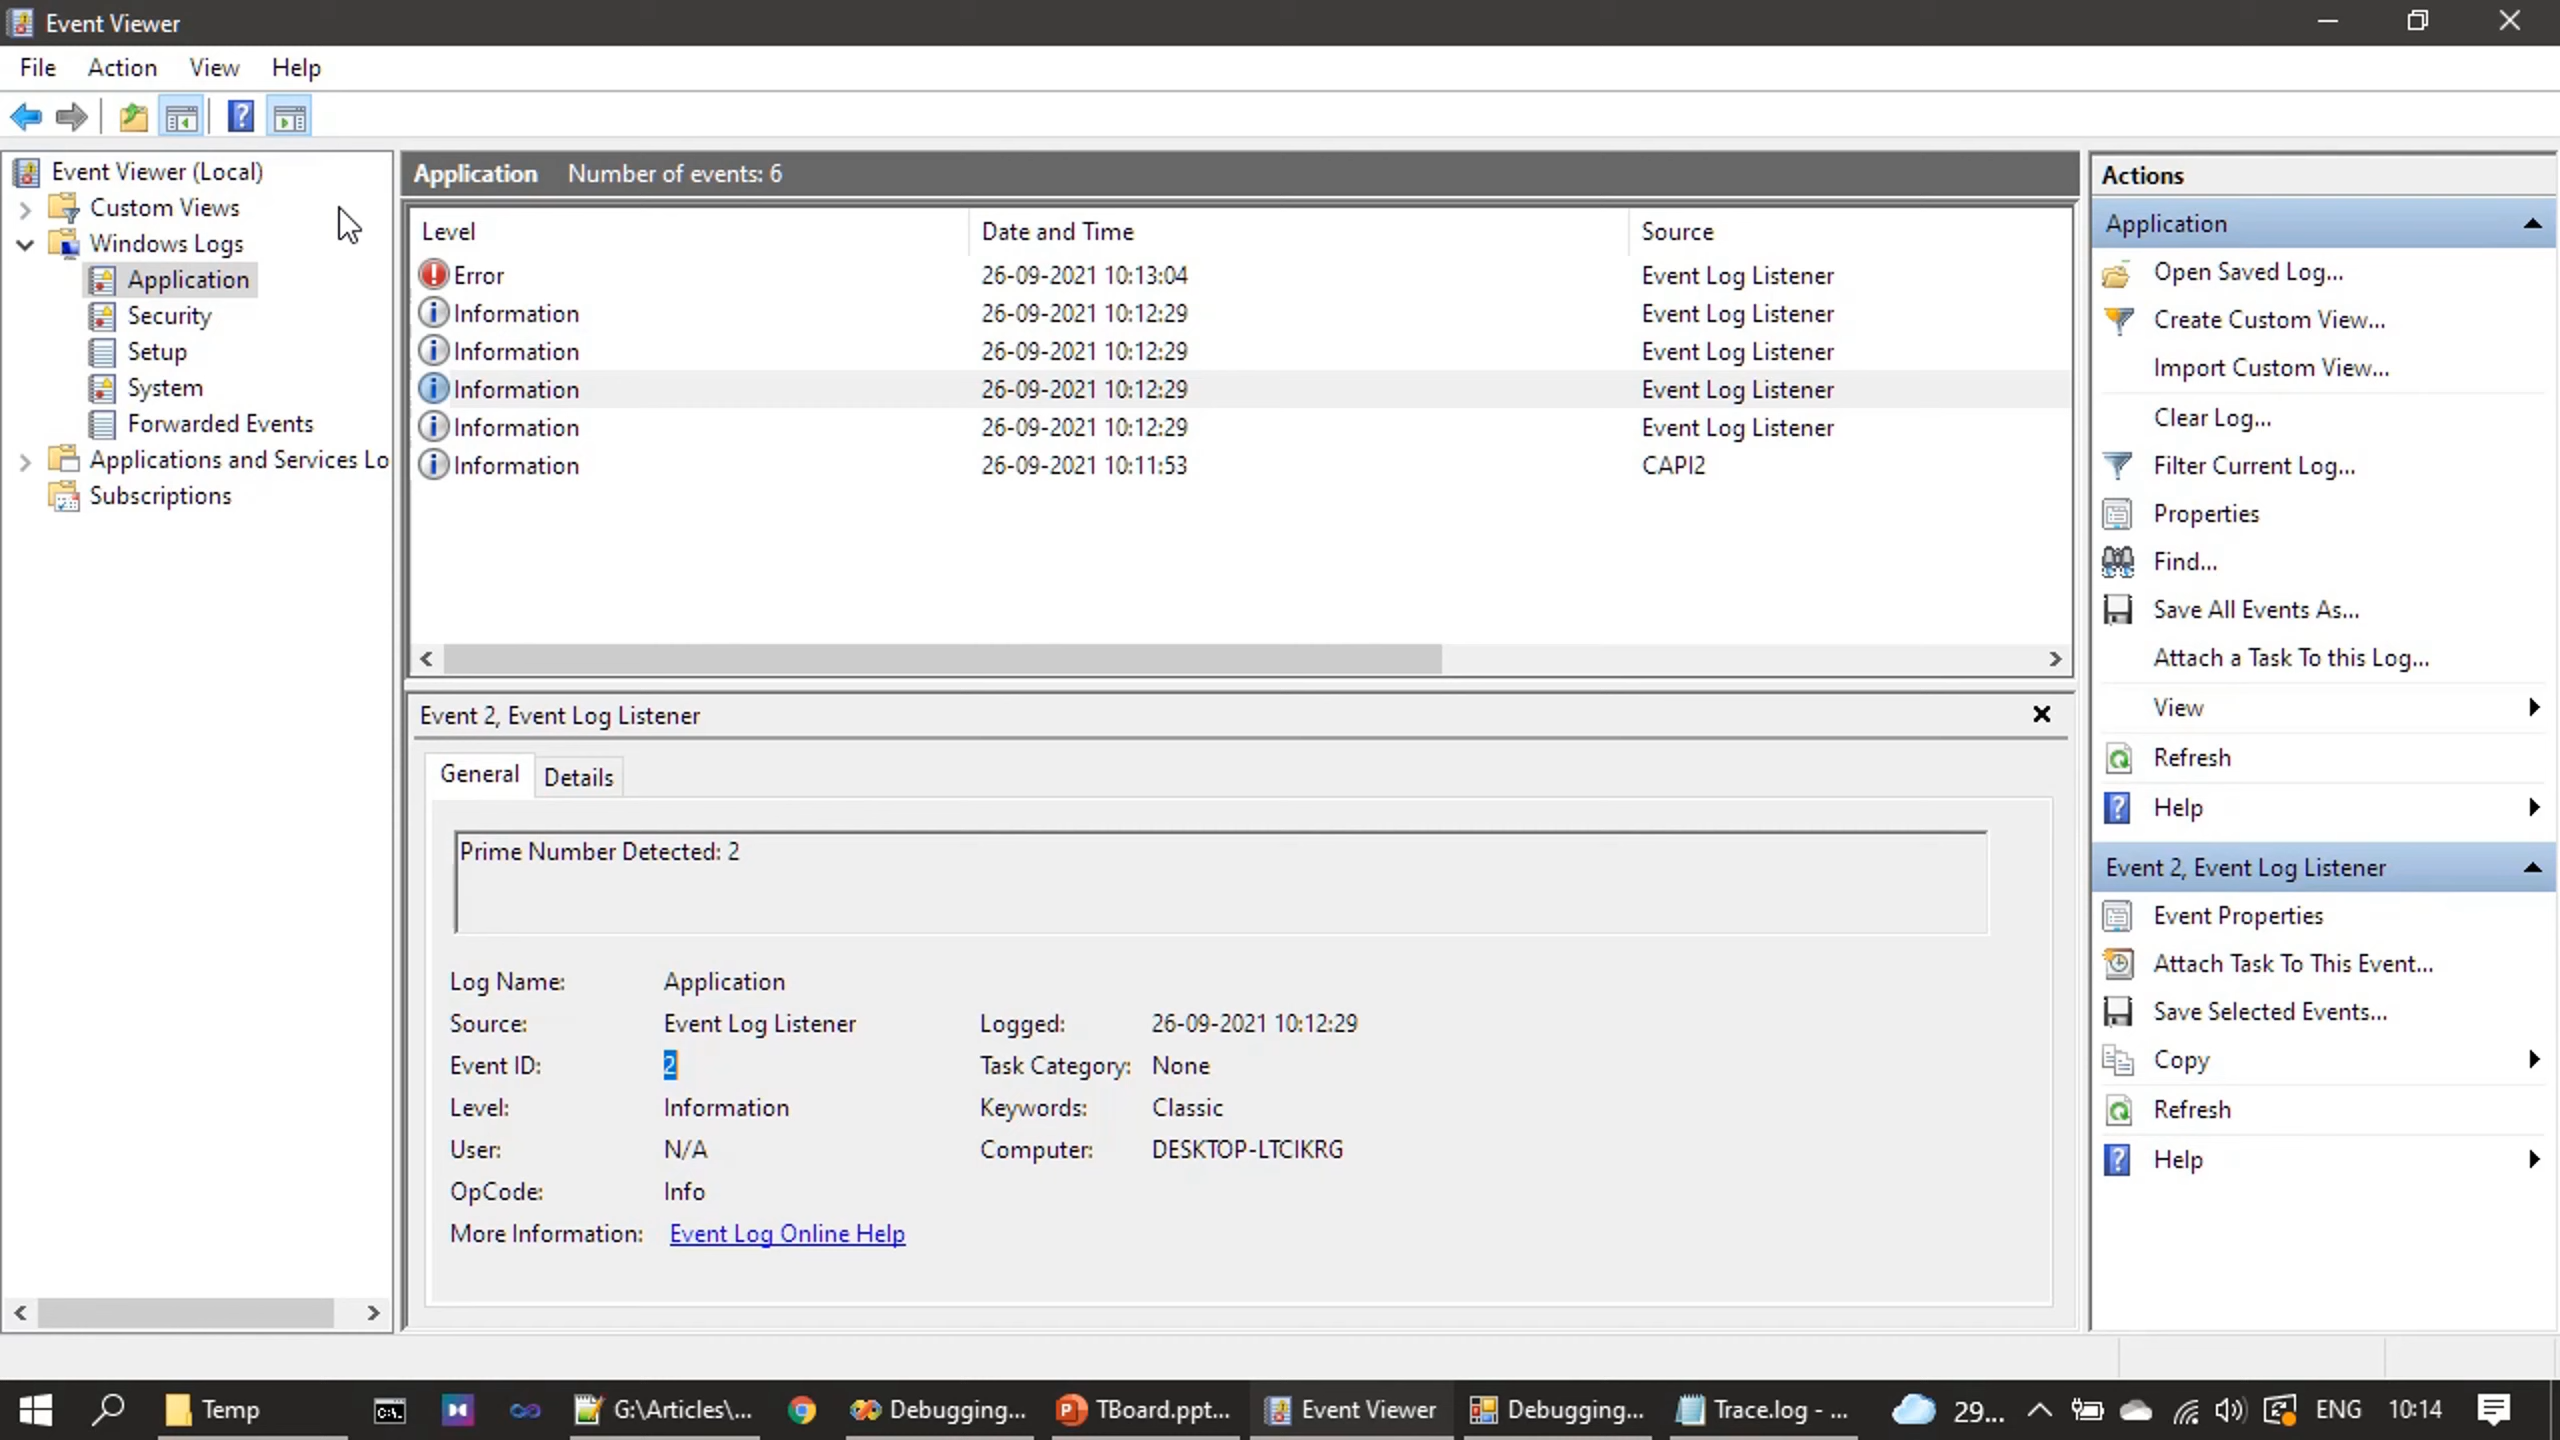 Event Viewer
File Action View Help
Event Viewer (Local)
Custom Views
Windows Logs
Application
Security
Setup
System
Forwarded Events
Applications and Services Lo
Subscriptions
Application Number of events: 6
Level Date and Time Source
Error 26-09-2021 10:13:04 Event Log Listener
Information 26-09-2021 10:12:29 Event Log Listener
Information 26-09-2021 10:12:29 Event Log Listener
Information 26-09-2021 10:12:29 Event Log Listener
Information 26-09-2021 10:12:29 Event Log Listener
Information 26-09-2021 10:11:53 CAPI2
Event 2, Event Log Listener
General Details
Prime Number Detected: 2
Log Name: Application
Source: Event Log Listener Logged: 26-09-2021 10:12:29
Event ID: 2 Task Category: None
Level: Information Keywords: Classic
User: N/A Computer: DESKTOP-LTCIKRG
OpCode: Info
More Information: Event Log Online Help
Actions
Application
Open Saved Log...
Create Custom View...
Import Custom View...
Clear Log...
Filter Current Log...
Properties
Find...
Save All Events As...
Attach a Task To this Log...
View
Refresh
Help
Event 2, Event Log Listener
Event Properties
Attach Task To This Event...
Save Selected Events...
Copy
Refresh
Help
Temp G:\Articles\... Debugging... TBoard.ppt... Event Viewer Debugging... Trace.log - ... 29... ENG 10:14